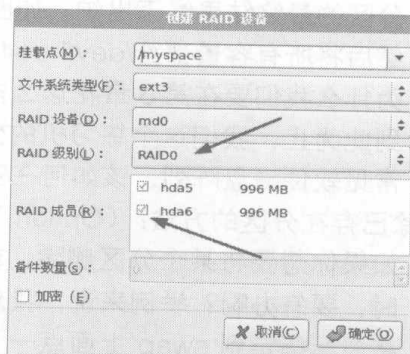 创建 RAID 设备
挂载点(M)：
/myspace
文件系统类型(F)：
ext3
RAID 设备(D)：
md0
RAID 级别(L)：
RAID0
RAID 成员(R)：
hda5 996 MB
hda6 996 MB
备件数量(S)：
0
加密 (E)
取消(C)
确定(O)